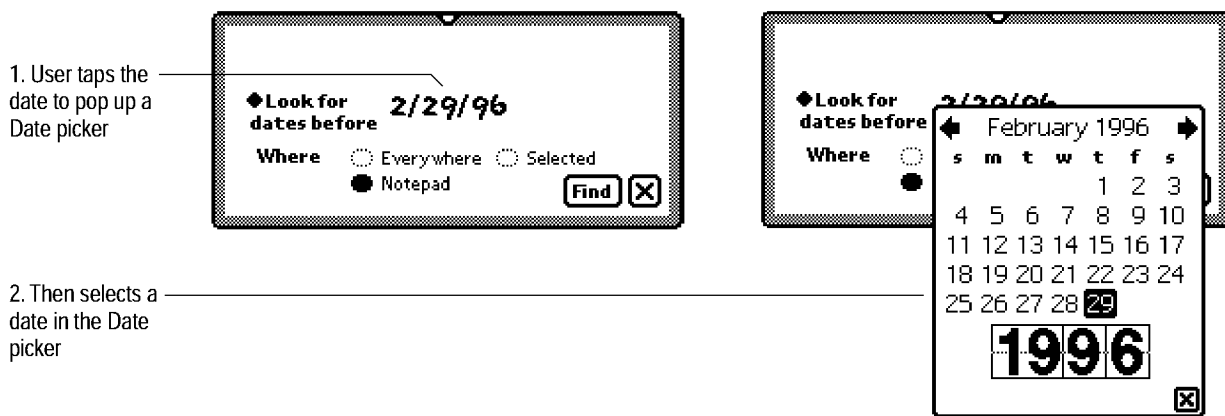 1. User taps the
date to pop up a
Date picker
◆Look for
dates before
2/29/96
Where
Everywhere
Selected
Notepad
Find
2. Then selects a
date in the Date
picker
◆Look for
dates before
2/29/96
Where
February 1996
s m t w t f s
1 2 3
4 5 6 7 8 9 10
11 12 13 14 15 16 17
18 19 20 21 22 23 24
25 26 27 28 29
1996